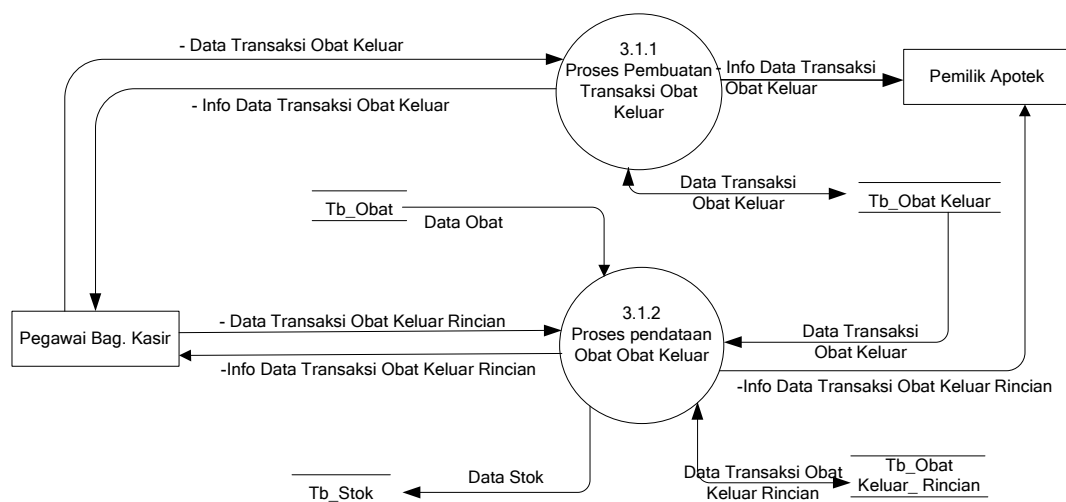 - Data Transaksi Obat Keluar
3.1.1
Proses Pembuatan
Transaksi Obat
Keluar
- Info Data Transaksi
Obat Keluar
Pemilik Apotek
- Info Data Transaksi Obat Keluar
Data Transaksi
Obat Keluar
Tb_Obat
Data Obat
Tb_Obat Keluar
Pegawai Bag. Kasir
- Data Transaksi Obat Keluar Rincian
3.1.2
Proses pendataan
Obat Obat Keluar
Data Transaksi
Obat Keluar
-Info Data Transaksi Obat Keluar Rincian
-Info Data Transaksi Obat Keluar Rincian
Tb_Stok
Data Stok
Data Transaksi Obat
Keluar Rincian
Tb_Obat
Keluar_ Rincian